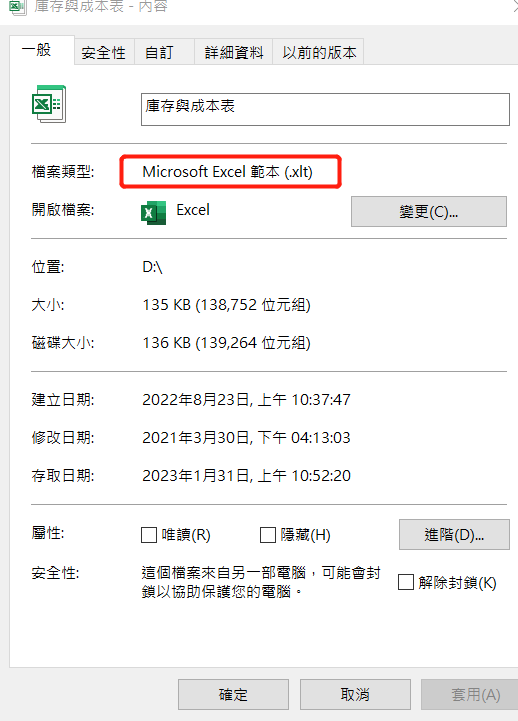 庫存與成本表 - 內容
一般 安全性 自訂 詳細資料 以前的版本
庫存與成本表
檔案類型: Microsoft Excel 範本 (.xlt)
開啟檔案: Excel 變更(C)...
位置: D:\
大小: 135 KB (138,752 位元組)
磁碟大小: 136 KB (139,264 位元組)
建立日期: 2022年8月23日, 上午 10:37:47
修改日期: 2021年3月30日, 下午 04:13:03
存取日期: 2023年1月31日, 上午 10:52:20
屬性: 唯讀(R) 隱藏(H) 進階(D)...
安全性: 這個檔案來自另一部電腦，可能會封
鎖以協助保護您的電腦。 解除封鎖(K)
確定 取消 套用(A)